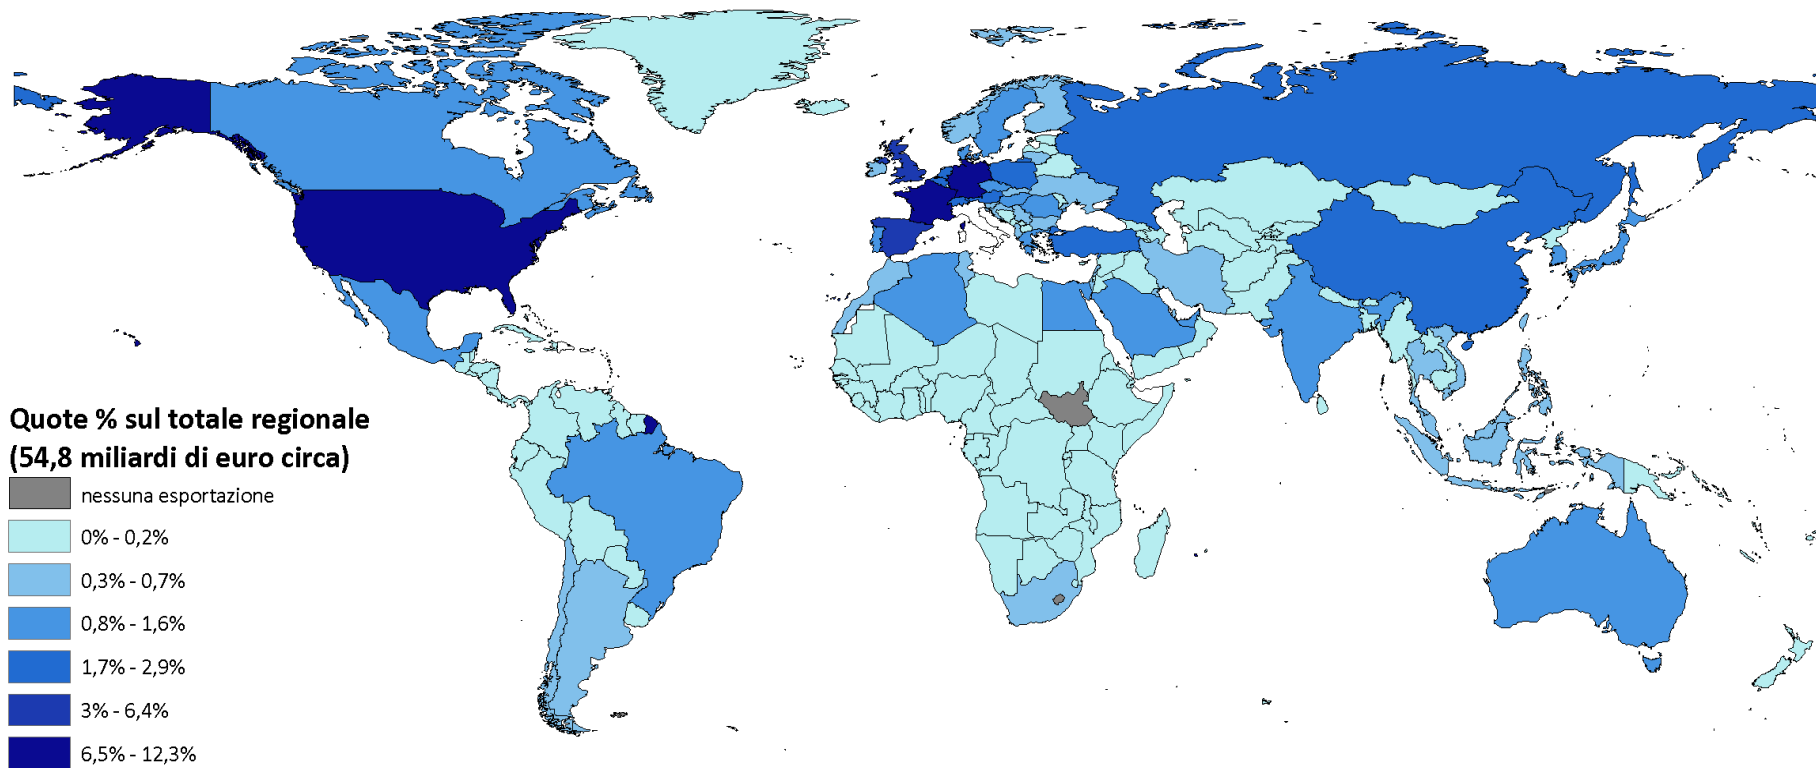 Quote % sul totale regionale
(54,8 miliardi di euro circa)
nessuna esportazione
0% - 0,2%
0,3% - 0,7%
0,8% - 1,6%
1,7% - 2,9%
3% - 6,4%
6,5% - 12,3%